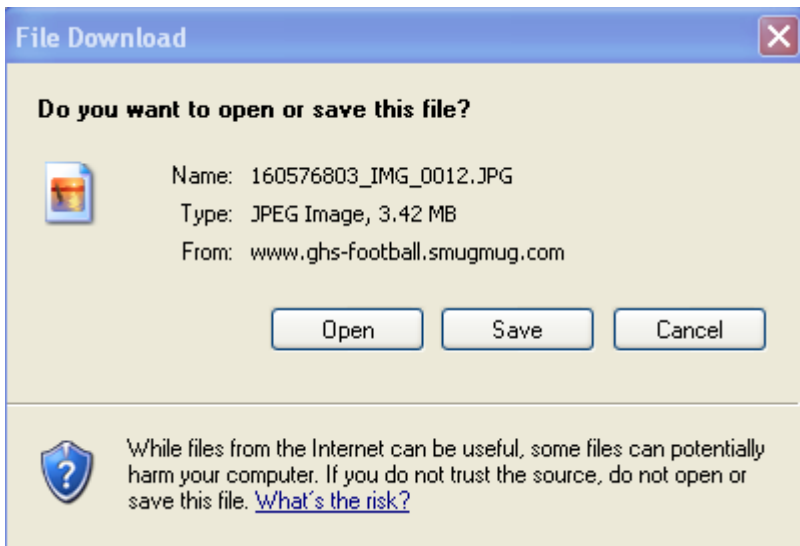 File Download
Do you want to open or save this file?
Name: 160576803_IMG_0012.JPG
Type: JPEG Image, 3.42 MB
From: www.ghs-football.smugmug.com
Open Save Cancel
While files from the Internet can be useful, some files can potentially
harm your computer. If you do not trust the source, do not open or
save this file. What's the risk?